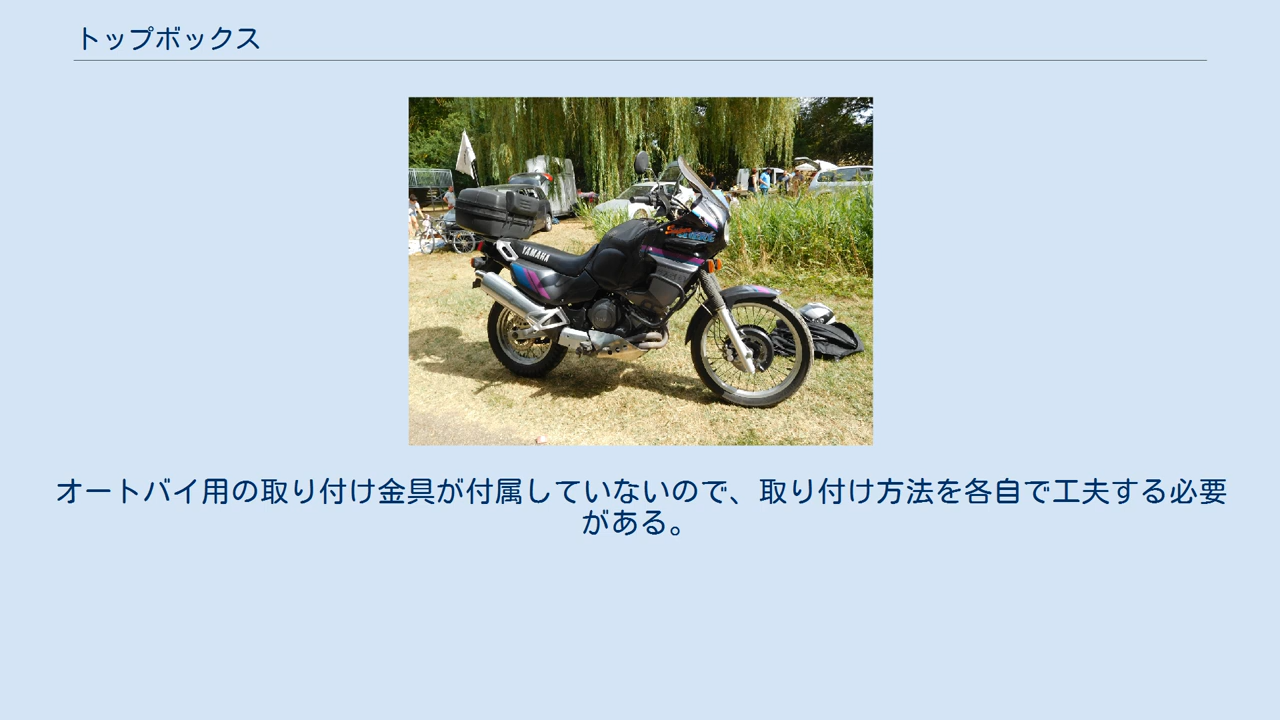 トップボックス
YAMAHA
オートバイ用の取り付け金具が付属していないので、取り付け方法を各自で工夫する必要
がある。